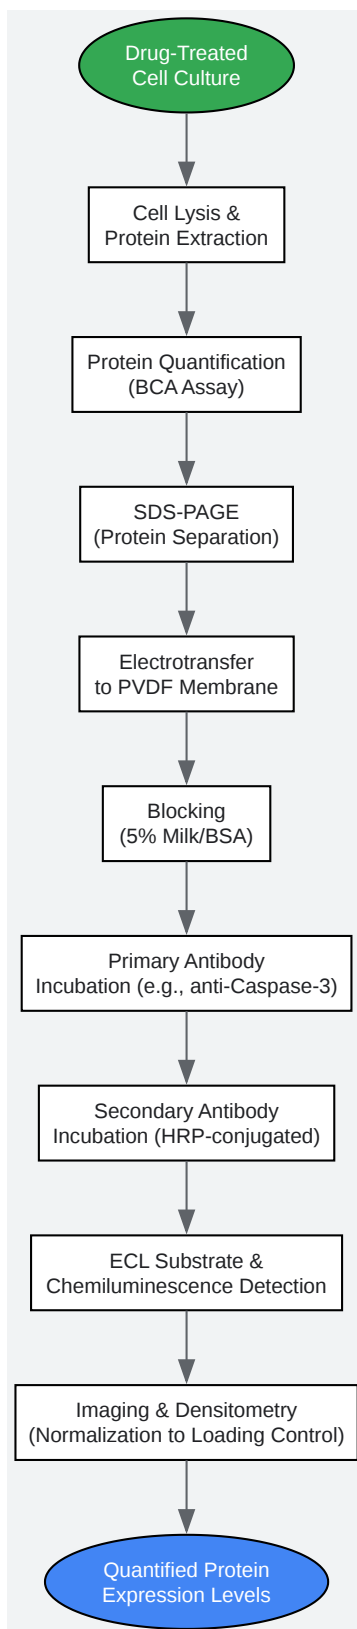 Drug-Treated
Cell Culture
Cell Lysis &
Protein Extraction
Protein Quantification
(BCA Assay)
SDS-PAGE
(Protein Separation)
Electrotransfer
to PVDF Membrane
Blocking
(5% Milk/BSA)
Primary Antibody
Incubation (e.g., anti-Caspase-3)
Secondary Antibody
Incubation (HRP-conjugated)
ECL Substrate &
Chemiluminescence Detection
Imaging & Densitometry
(Normalization to Loading Control)
Quantified Protein
Expression Levels